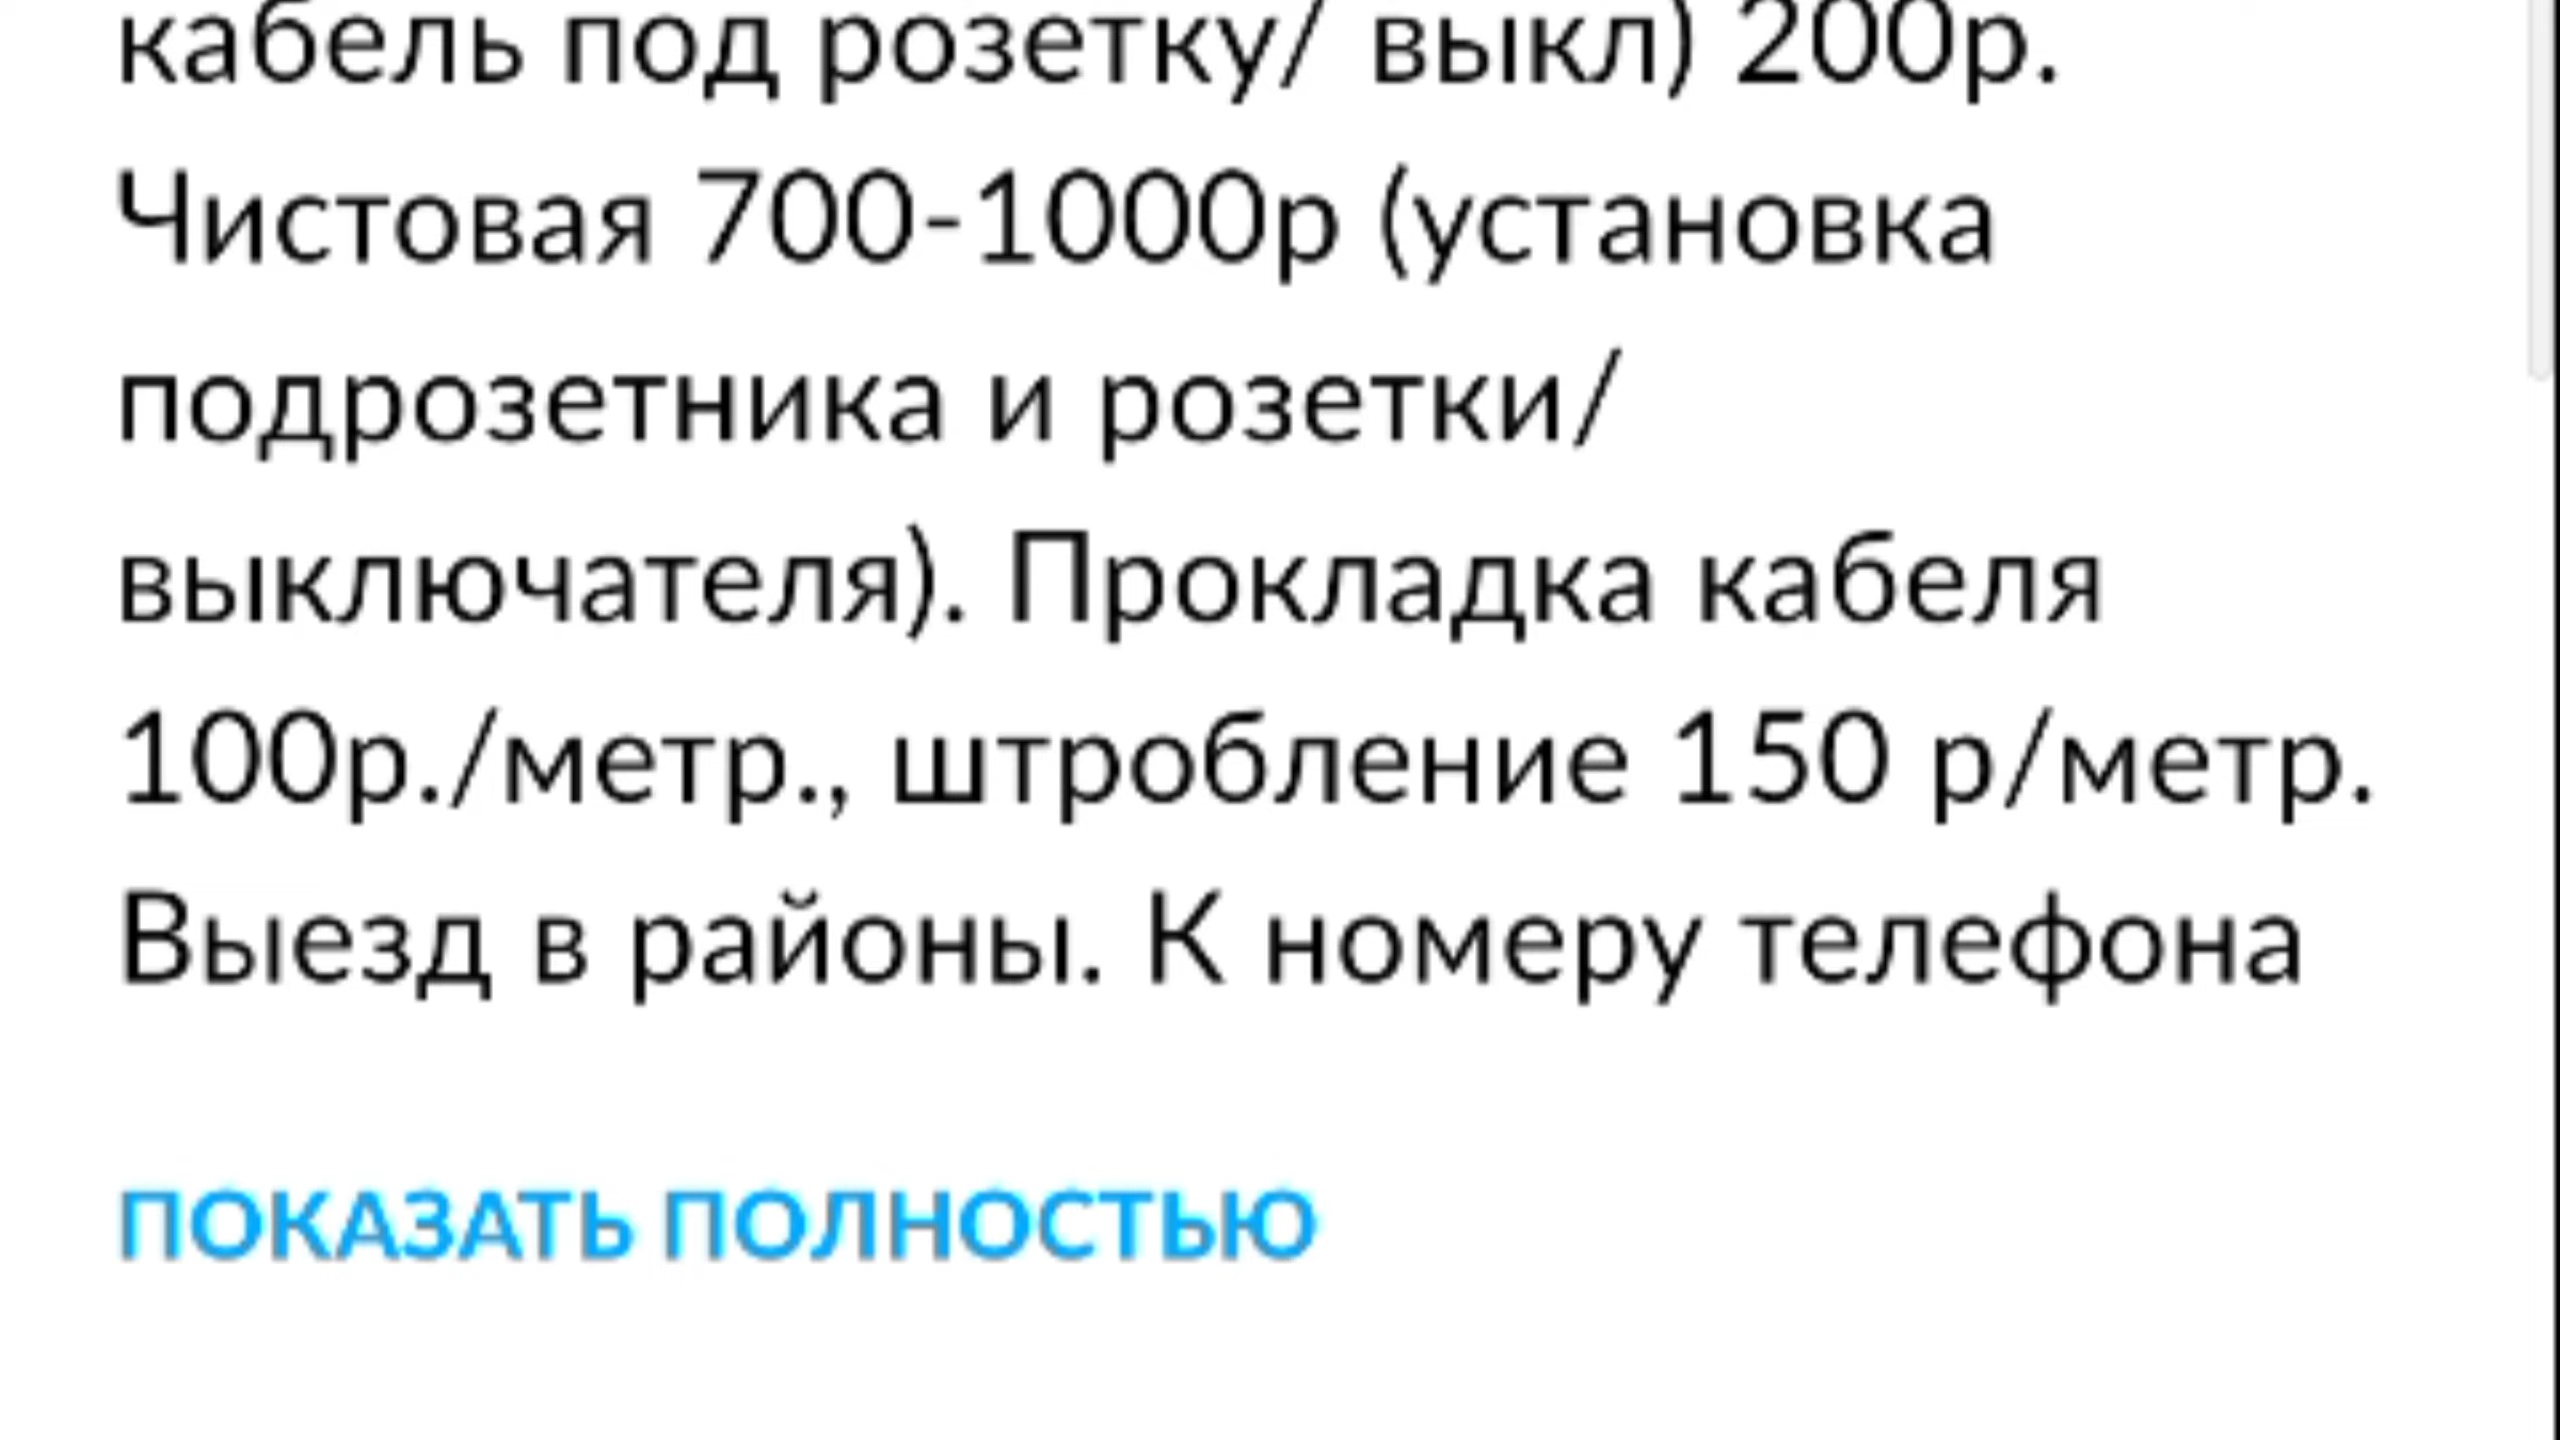 кабель под розетку/ выкл) 200р.
Чистовая 700-1000р (установка
подрозетника и розетки/
выключателя). Прокладка кабеля
100р./метр., штробление 150 р/метр.
Выезд в районы. К номеру телефона
ПОКАЗАТЬ ПОЛНОСТЬЮ